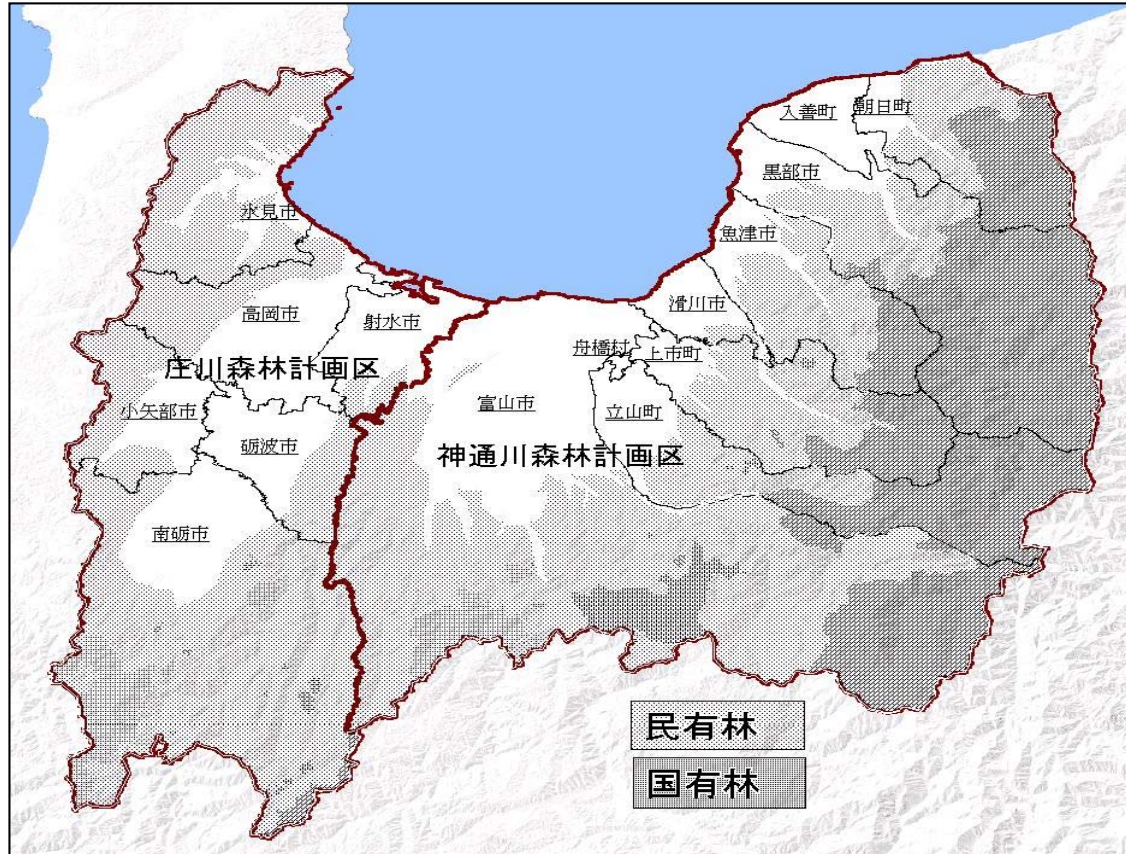 入善町
朝日町
黒部市
魚津市
氷見市
滑川市
高岡市
射水市
舟橋村
上市町
庄川森林計画区
小矢部市
富山市
立山町
砺波市
神通川森林計画区
南砺市
民有林
国有林